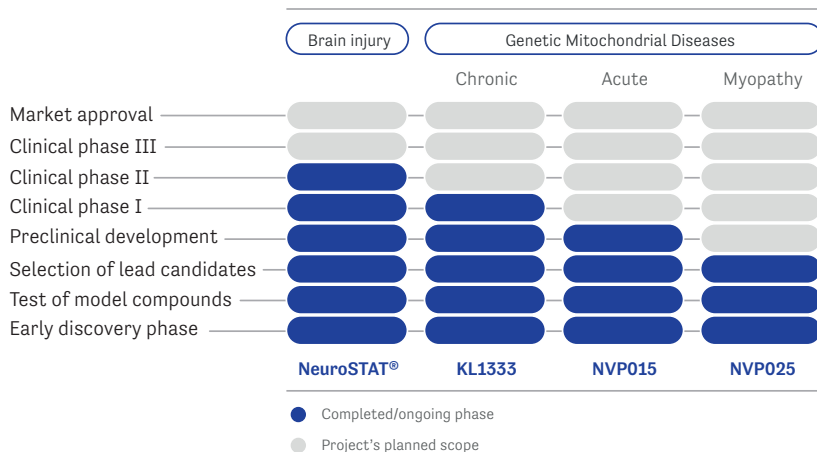 Brain injury
Genetic Mitochondrial Diseases
Chronic
Acute
Myopathy
Market approval
Clinical phase III
Clinical phase II
Clinical phase I
Preclinical development
Selection of lead candidates
Test of model compounds
Early discovery phase
NeuroSTAT®
KL1333
NVP015
NVP025
Completed/ongoing phase
Project's planned scope